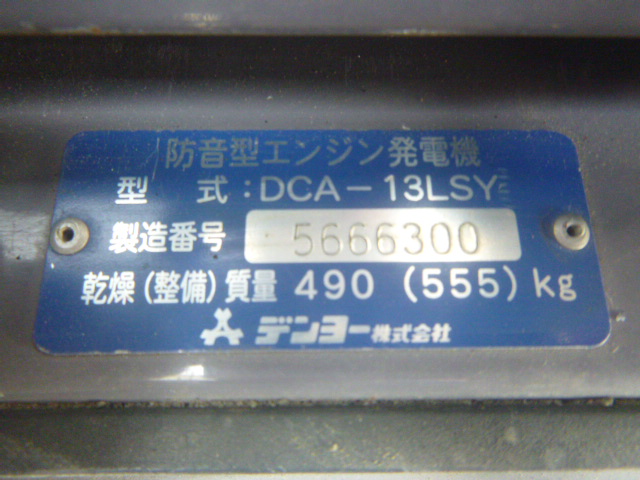 防音型エンジン発電機
型式:DCA-13LSY
製造番号 5666300
乾燥(整備)質量 490 (555) kg
デンヨー株式会社